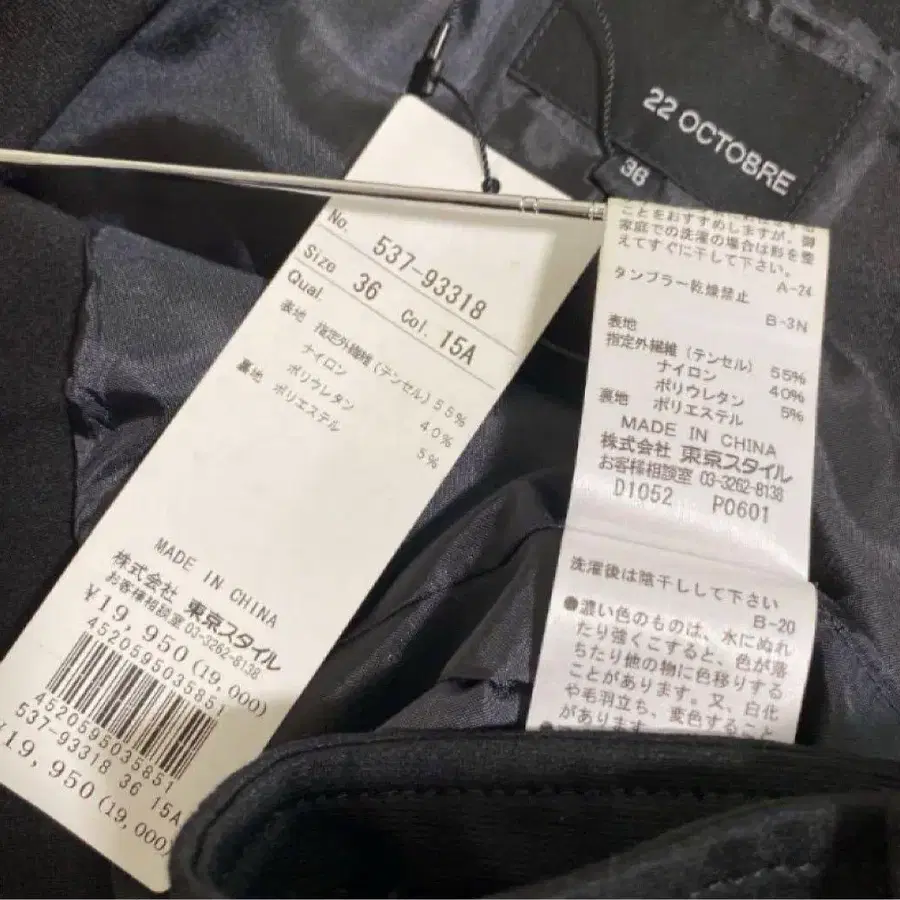 22 OCTOBRE
36
No. 537-93318
Size 36 Col. 15A
Qual.
表地 指定外繊維(テンセル) 55%
ナイロン 40%
ポリウレタン 5%
裏地 ポリエステル
MADE IN CHINA
株式会社 東京スタイル
お客様相談室 03-3262-8138
¥19,950(19,000)
4520595035851
4520595035851
537-93318 36 15A
¥19,950(19,000)
ことをおすすめしますが、御
家庭での洗濯の場合は形を整
えてすぐに干して下さい。
A-24
タンブラー乾燥禁止
B-3N
表地
指定外繊維(テンセル) 55%
ナイロン 40%
ポリウレタン 5%
裏地 ポリエステル
MADE IN CHINA
株式会社 東京スタイル
お客様相談室 03-3262-8138
D1052 P0601
洗濯後は陰干しして下さい
B-20
●濃い色のものは、水にぬれ
たり強くこすると、色が落
ちたり他の物に色移りする
ことがあります。又、白化
や毛羽立ち、変色すること
があります。